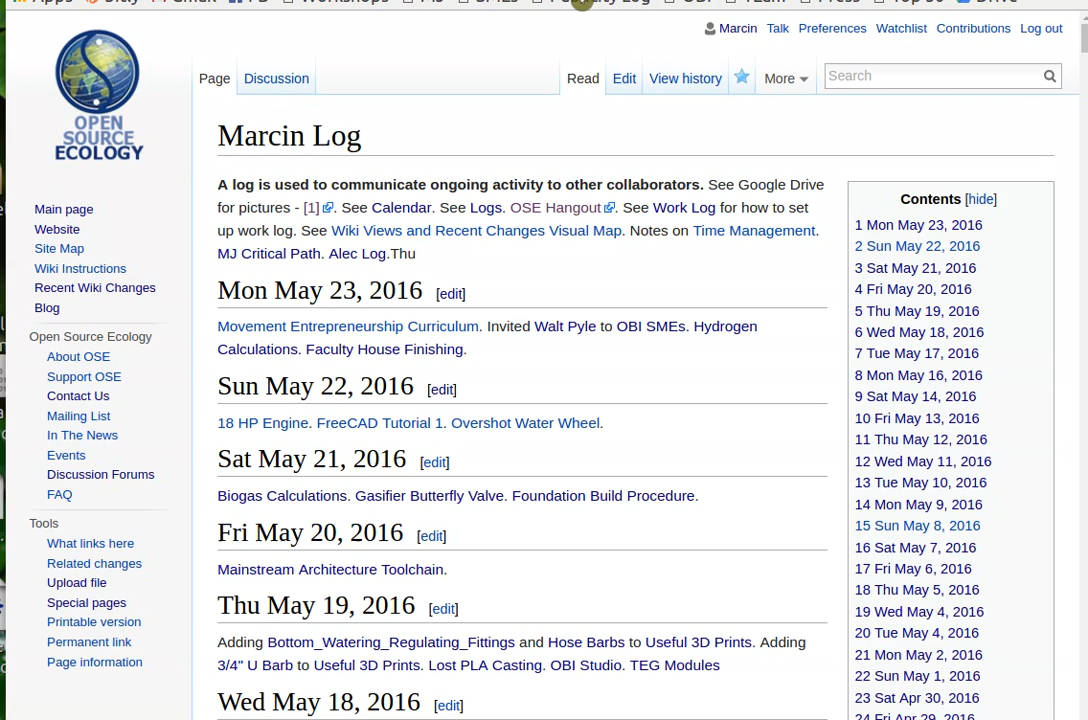 Apps
Workshops
Log
Team
Press
Top 50
Drive
Marcin Talk Preferences Watchlist Contributions Log out
Page Discussion Read Edit View history More Search
OPEN
SOURCE
ECOLOGY
Main page
Website
Site Map
Wiki Instructions
Recent Wiki Changes
Blog
Open Source Ecology
About OSE
Support OSE
Contact Us
Mailing List
In The News
Events
Discussion Forums
FAQ
Tools
What links here
Related changes
Upload file
Special pages
Printable version
Permanent link
Page information
Marcin Log
A log is used to communicate ongoing activity to other collaborators. See Google Drive
for pictures - [1]. See Calendar. See Logs. OSE Hangout. See Work Log for how to set
up work log. See Wiki Views and Recent Changes Visual Map. Notes on Time Management.
MJ Critical Path. Alec Log.Thu
Mon May 23, 2016 [edit]
Movement Entrepreneurship Curriculum. Invited Walt Pyle to OBI SMEs. Hydrogen
Calculations. Faculty House Finishing.
Sun May 22, 2016 [edit]
18 HP Engine. FreeCAD Tutorial 1. Overshot Water Wheel.
Sat May 21, 2016 [edit]
Biogas Calculations. Gasifier Butterfly Valve. Foundation Build Procedure.
Fri May 20, 2016 [edit]
Mainstream Architecture Toolchain.
Thu May 19, 2016 [edit]
Adding Bottom_Watering_Regulating_Fittings and Hose Barbs to Useful 3D Prints. Adding
3/4" U Barb to Useful 3D Prints. Lost PLA Casting. OBI Studio. TEG Modules
Wed May 18, 2016 [edit]
Contents [hide]
1 Mon May 23, 2016
2 Sun May 22, 2016
3 Sat May 21, 2016
4 Fri May 20, 2016
5 Thu May 19, 2016
6 Wed May 18, 2016
7 Tue May 17, 2016
8 Mon May 16, 2016
9 Sat May 14, 2016
10 Fri May 13, 2016
11 Thu May 12, 2016
12 Wed May 11, 2016
13 Tue May 10, 2016
14 Mon May 9, 2016
15 Sun May 8, 2016
16 Sat May 7, 2016
17 Fri May 6, 2016
18 Thu May 5, 2016
19 Wed May 4, 2016
20 Tue May 4, 2016
21 Mon May 2, 2016
22 Sun May 1, 2016
23 Sat Apr 30, 2016
24 Fri Apr 29, 2016